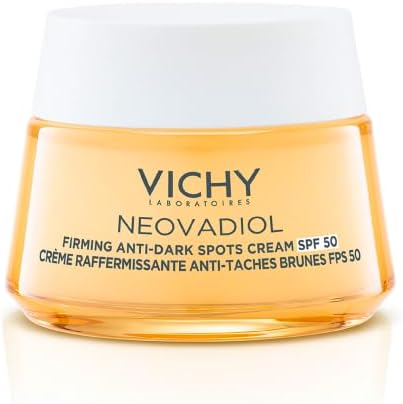 VICHY
LABORATOIRES
NEOVADIOL
FIRMING ANTI-DARK SPOTS CREAM SPF 50
CRÈME RAFFERMISSANTE ANTI-TACHES BRUNES FPS 50